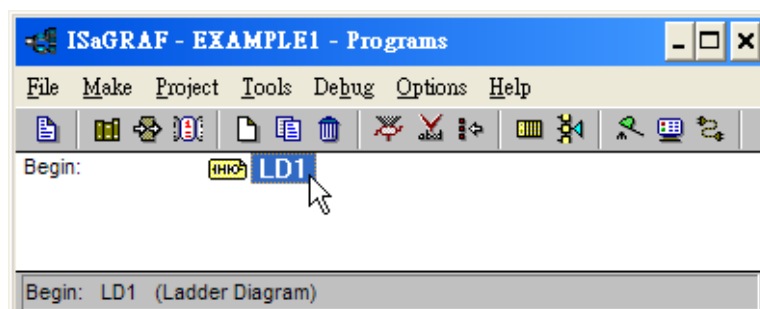 ISaGRAF - EXAMPLE1 - Programs
File Make Project Tools Debug Options Help
Begin: LD1
Begin: LD1 (Ladder Diagram)